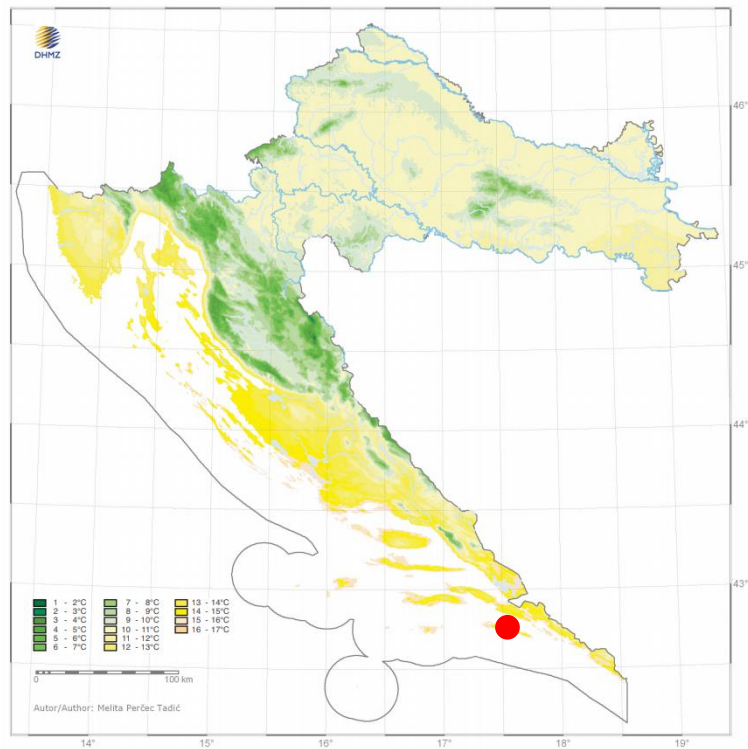 DHMZ
46°
45°
44°
43°
1 - 2°C
2 - 3°C
3 - 4°C
4 - 5°C
5 - 6°C
6 - 7°C
7 - 8°C
8 - 9°C
9 - 10°C
10 - 11°C
11 - 12°C
12 - 13°C
13 - 14°C
14 - 15°C
15 - 16°C
16 - 17°C
0 100 km
Autor/Author: Melita Perčec Tadić
14° 15° 16° 17° 18° 19°